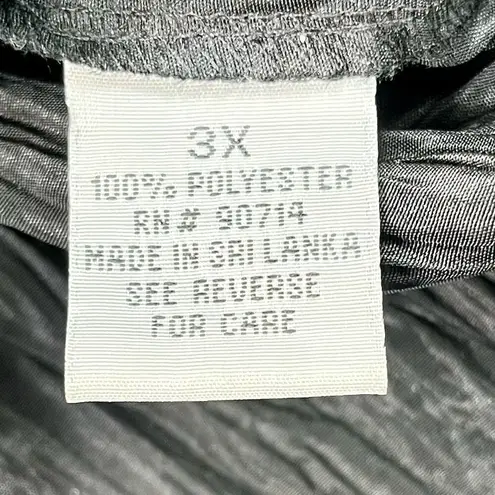 3X
100% POLYESTER
RN# 90714
MADE IN SRI LANKA
SEE REVERSE
FOR CARE